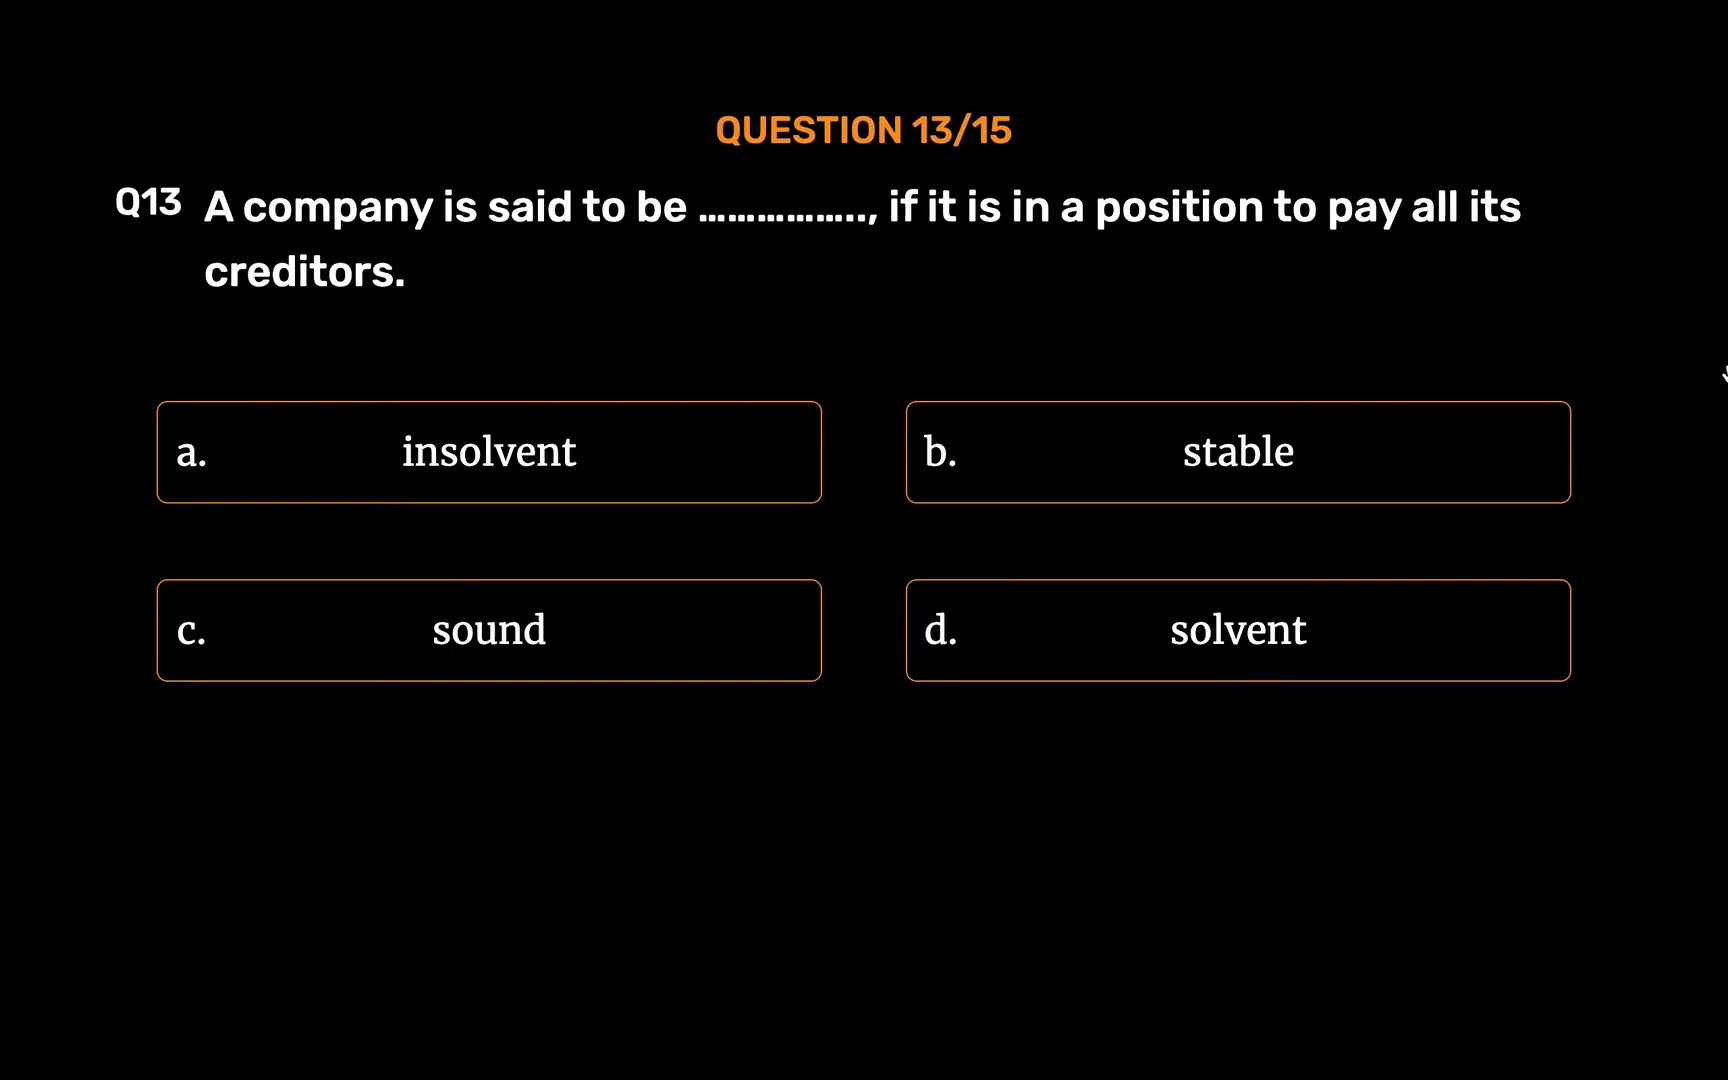 QUESTION 13/15
Q13 A company is said to be ……………..., if it is in a position to pay all its
creditors.
a. insolvent
b. stable
c. sound
d. solvent